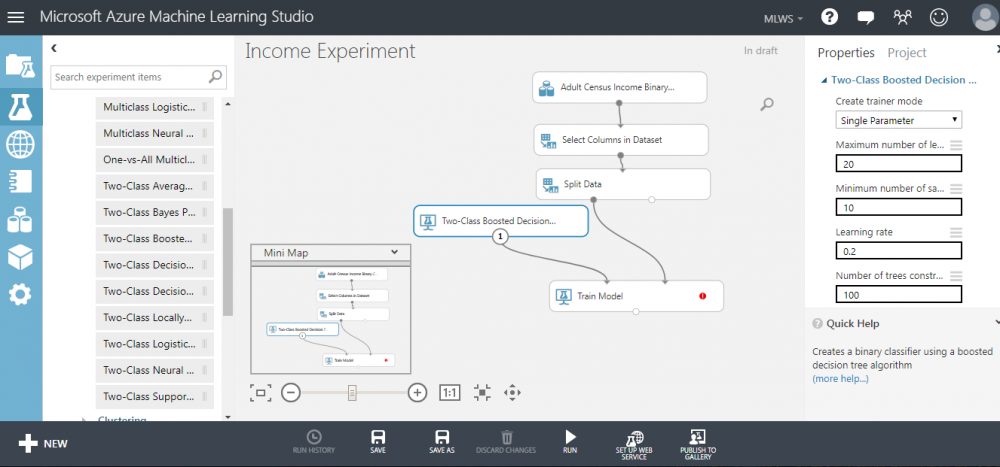 Microsoft Azure Machine Learning Studio
MLWS
Search experiment items
Multiclass Logistic...
Multiclass Neural ...
One-vs-All Multicl...
Two-Class Averag...
Two-Class Bayes P...
Two-Class Booste...
Two-Class Decisio...
Two-Class Decisio...
Two-Class Locally...
Two-Class Logistic...
Two-Class Neural ...
Two-Class Suppor...
Clustering
Income Experiment
In draft
Adult Census Income Binary...
Select Columns in Dataset
Split Data
Two-Class Boosted Decision...
1
Train Model
Mini Map
Adult Census Income Binary
Select Columns in Dataset
Split Data
Two-Class Boosted Decision
1
Train Model
1:1
Properties Project
Two-Class Boosted Decision ...
Create trainer mode
Single Parameter
Maximum number of le...
20
Minimum number of sa...
10
Learning rate
0.2
Number of trees constr...
100
Quick Help
Creates a binary classifier using a boosted
decision tree algorithm
(more help...)
NEW
RUN HISTORY
SAVE
SAVE AS
DISCARD CHANGES
RUN
SET UP WEB
SERVICE
PUBLISH TO
GALLERY